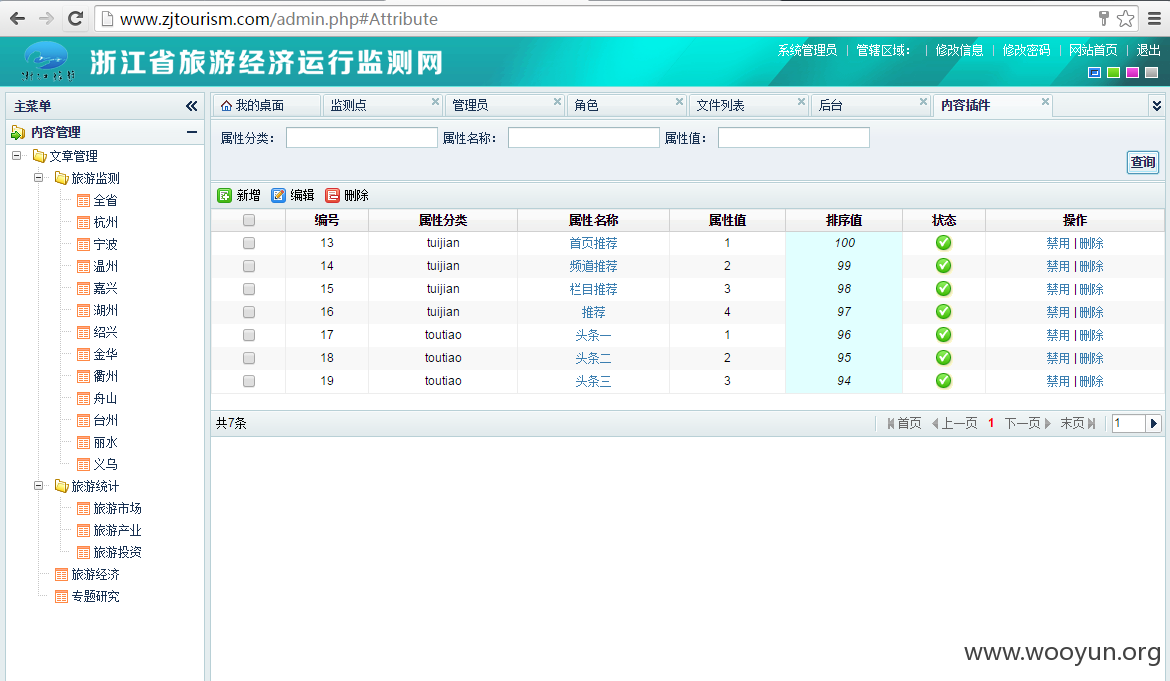 www.zjtourism.com/admin.php#Attribute
浙江省旅游经济运行监测网
系统管理员 | 管辖区域： | 修改信息 | 修改密码 | 网站首页 | 退出
主菜单
我的桌面 监测点 管理员 角色 文件列表 后台 内容插件
内容管理
属性分类： 属性名称： 属性值：
查询
文章管理
旅游监测
全省
杭州
宁波
温州
嘉兴
湖州
绍兴
金华
衢州
舟山
台州
丽水
义乌
旅游统计
旅游市场
旅游产业
旅游投资
旅游经济
专题研究
新增 编辑 删除
编号 属性分类 属性名称 属性值 排序值 状态 操作
13 tuijian 首页推荐 1 100 禁用 | 删除
14 tuijian 频道推荐 2 99 禁用 | 删除
15 tuijian 栏目推荐 3 98 禁用 | 删除
16 tuijian 推荐 4 97 禁用 | 删除
17 toutiao 头条一 1 96 禁用 | 删除
18 toutiao 头条二 2 95 禁用 | 删除
19 toutiao 头条三 3 94 禁用 | 删除
共7条 首页 上一页 1 下一页 末页 1
www.wooyun.org